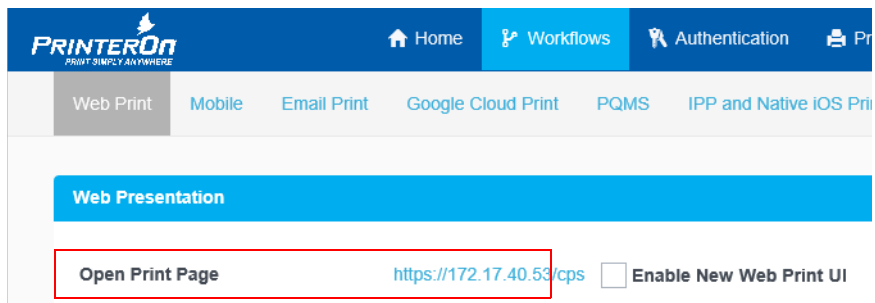 PRINTERON
PRINT SIMPLY ANYWHERE
Home Workflows Authentication Pr
Web Print Mobile Email Print Google Cloud Print PQMS IPP and Native iOS Pri
Web Presentation
Open Print Page https://172.17.40.53/cps Enable New Web Print UI